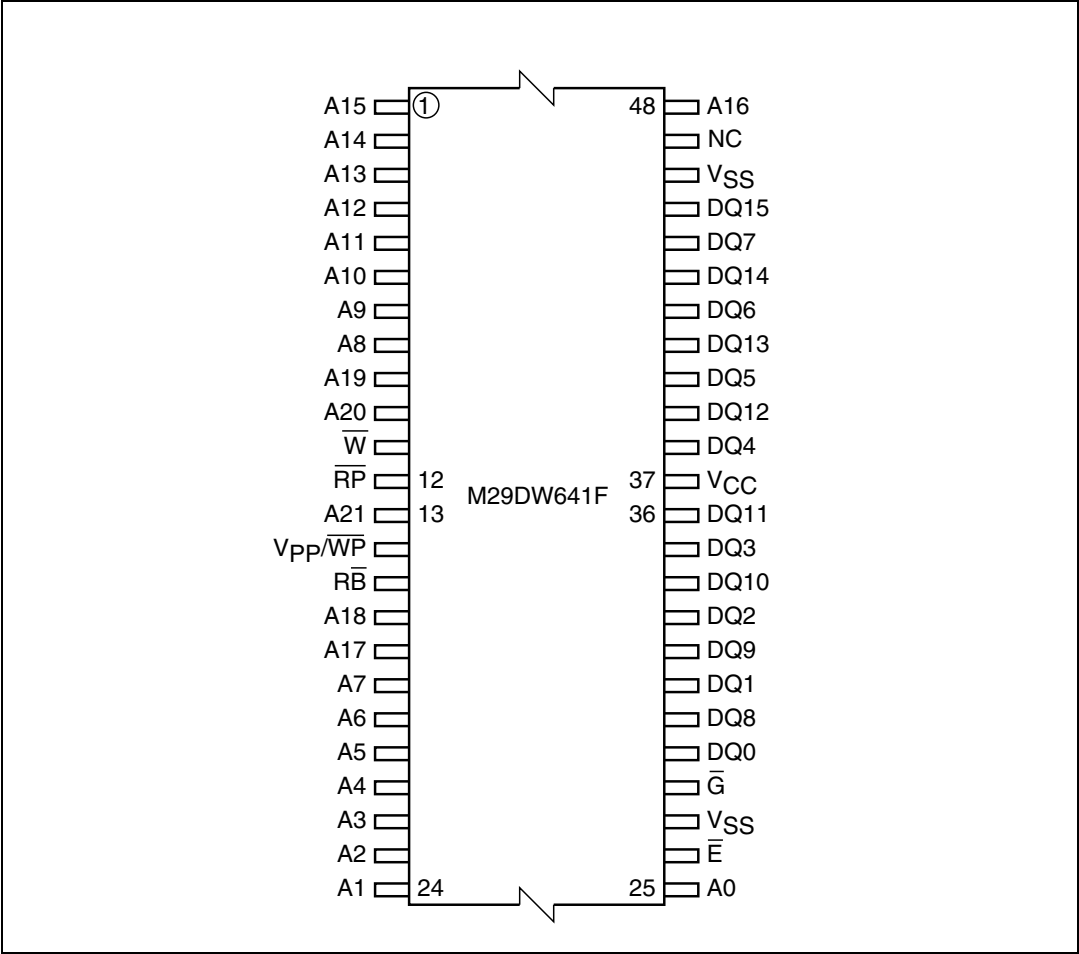 A15 ① 48 A16
A14 NC
A13 VSS
A12 DQ15
A11 DQ7
A10 DQ14
A9 DQ6
A8 DQ13
A19 DQ5
A20 DQ12
W̅ DQ4
R̅P̅ 12 37 VCC
M29DW641F
A21 13 36 DQ11
VPP/W̅P̅ DQ3
RB̅ DQ10
A18 DQ2
A17 DQ9
A7 DQ1
A6 DQ8
A5 DQ0
A4 G̅
A3 VSS
A2 E̅
A1 24 25 A0